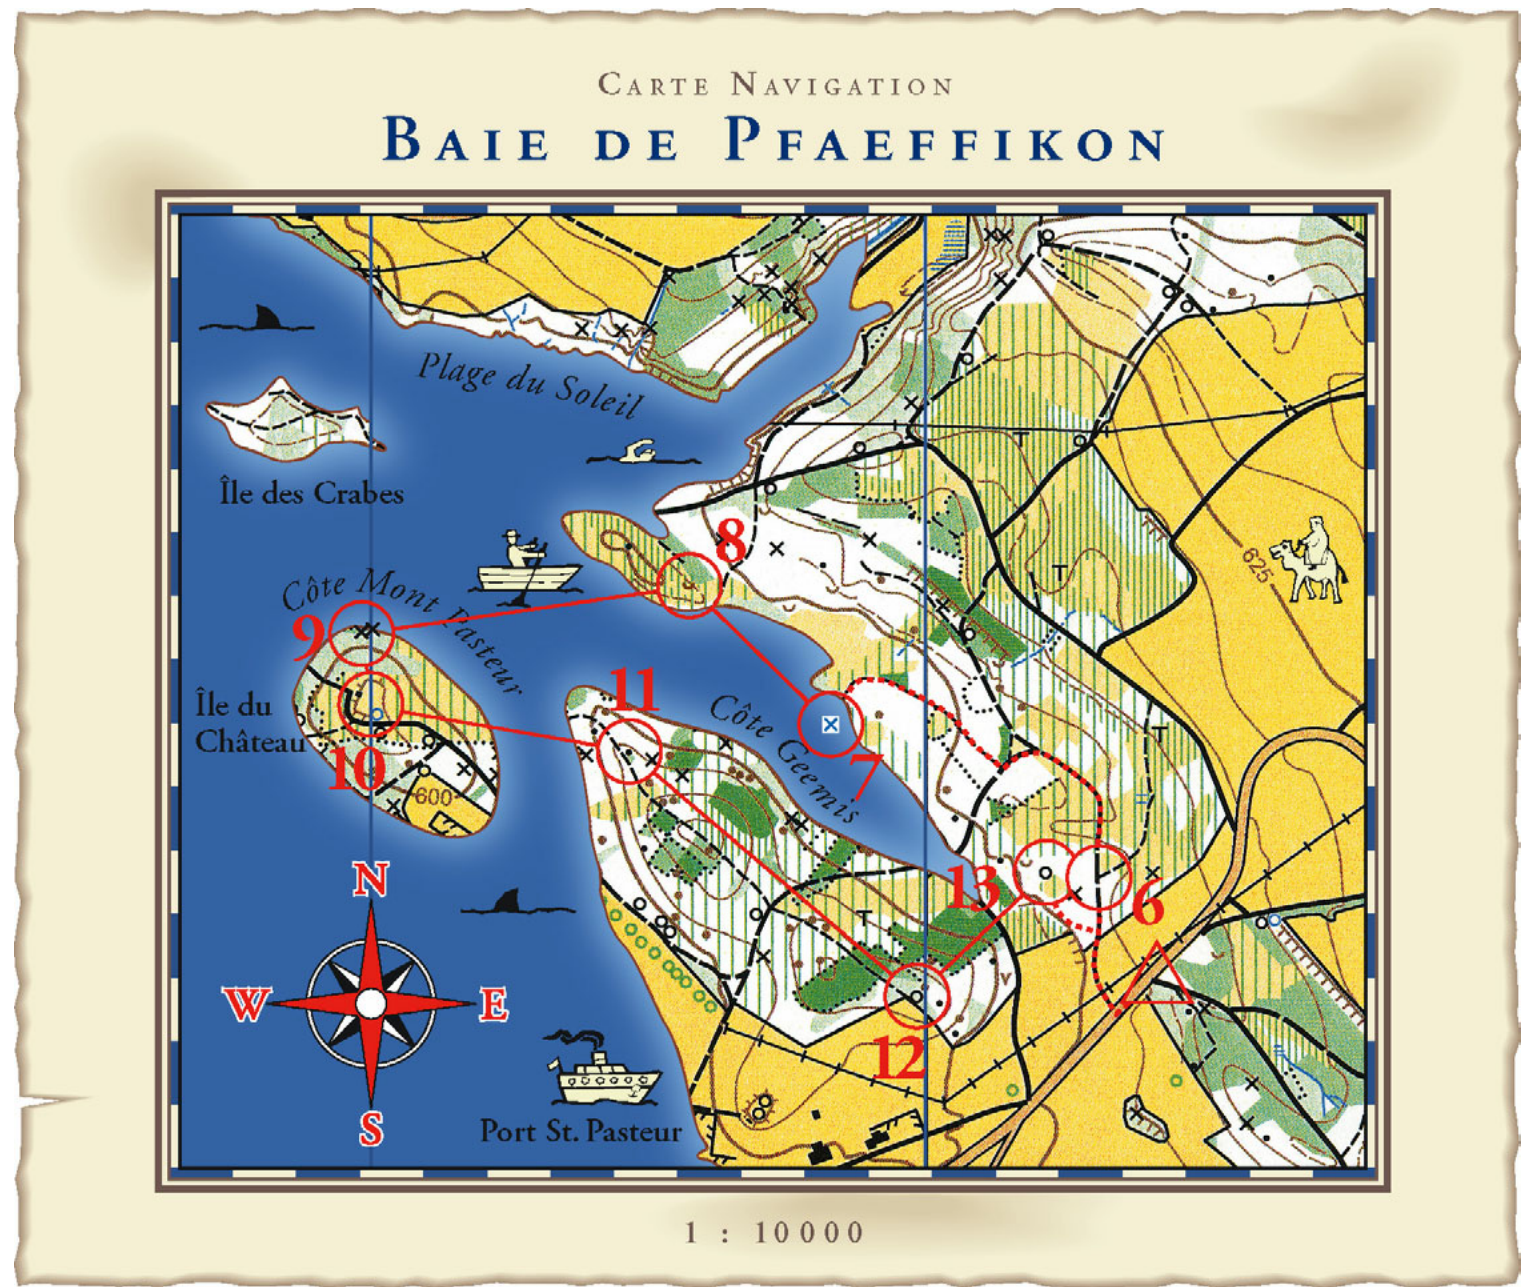 CARTE NAVIGATION
BAIE DE PFAEFFIKON
Plage du Soleil
Île des Crabes
8
625
Côte Mont Pasteur
9
11
Île du
Château
Côte Geemis
7
10
600
13
6
N
W
E
S
12
Port St. Pasteur
1 : 10000